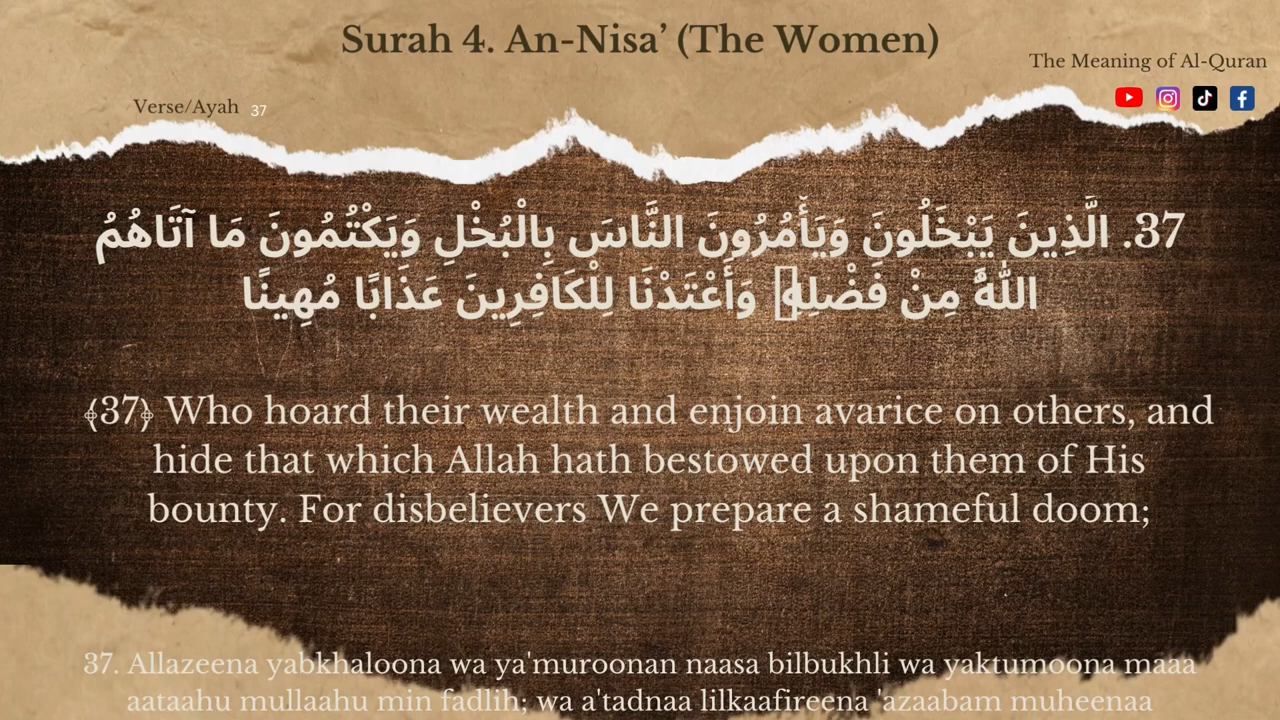 Surah 4. An-Nisa’ (The Women)
The Meaning of Al-Quran
Verse/Ayah 37
37. الَّذِينَ يَبْخَلُونَ وَيَأْمُرُونَ النَّاسَ بِالْبُخْلِ وَيَكْتُمُونَ مَا آتَاهُمُ
اللَّهُ مِنْ فَضْلِهِ وَأَعْتَدْنَا لِلْكَافِرِينَ عَذَابًا مُهِينًا
﴾37﴿ Who hoard their wealth and enjoin avarice on others, and
hide that which Allah hath bestowed upon them of His
bounty. For disbelievers We prepare a shameful doom;
37. Allazeena yabkhaloona wa ya'muroonan naasa bilbukhli wa yaktumoona maaa
aataahu mullaahu min fadlih; wa a'tadnaa lilkaafireena 'azaabam muheenaa